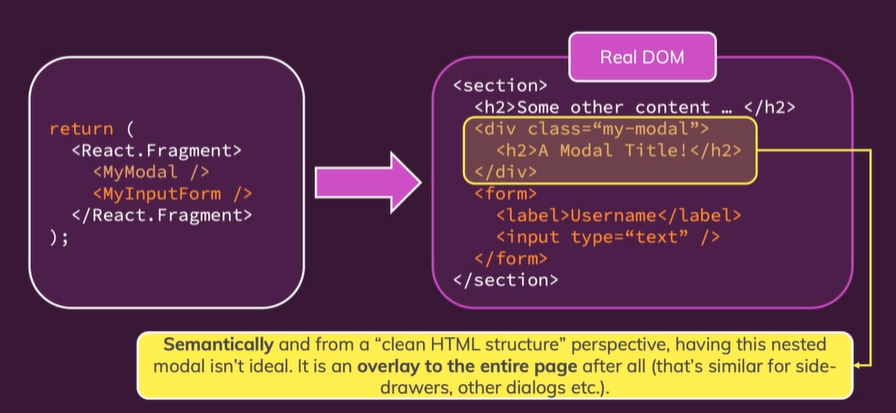 return (
<React.Fragment>
<MyModal />
<MyInputForm />
</React.Fragment>
);
Real DOM
<section>
<h2>Some other content … </h2>
<div class=“my-modal”>
<h2>A Modal Title!</h2>
</div>
<form>
<label>Username</label>
<input type=“text” />
</form>
</section>
Semantically and from a “clean HTML structure” perspective, having this nested
modal isn’t ideal. It is an overlay to the entire page after all (that’s similar for side-
drawers, other dialogs etc.).